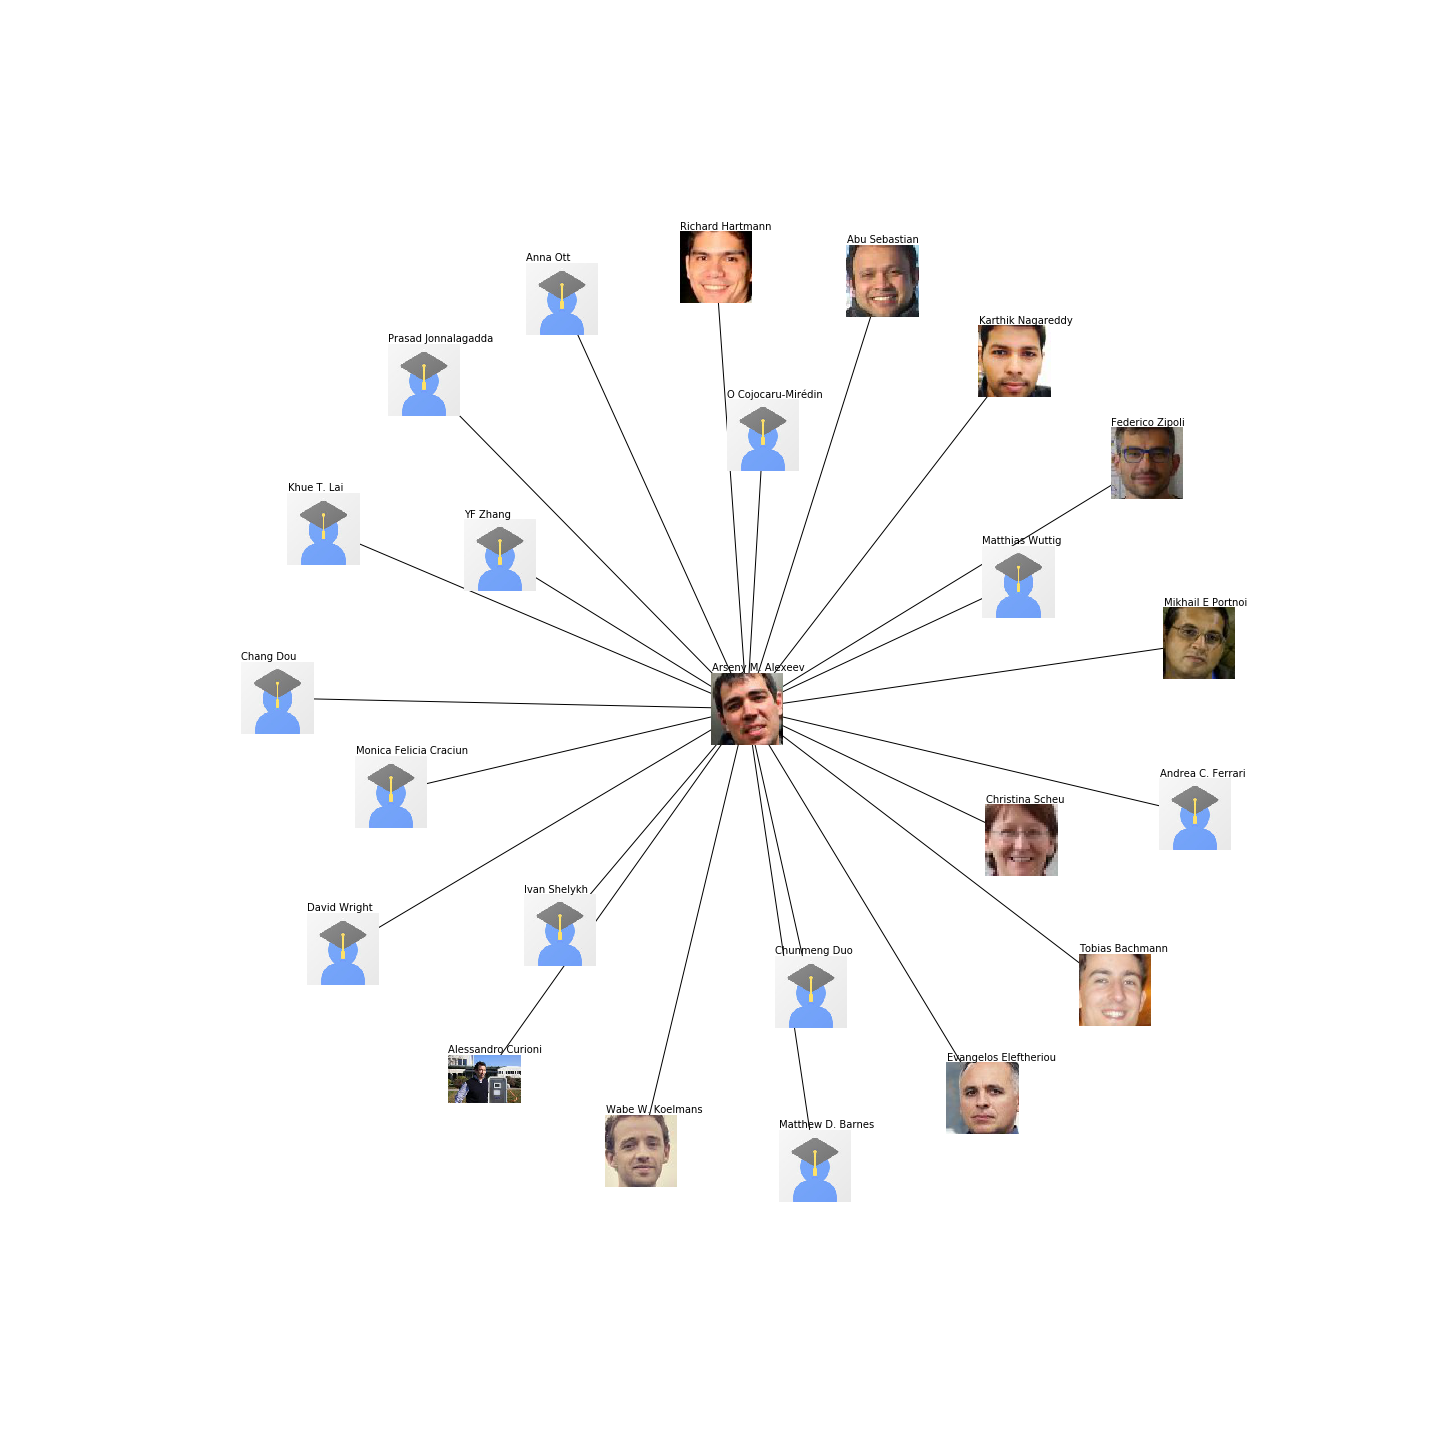 Richard Hartmann
Abu Sebastian
Anna Ott
Karthik Nagareddy
Prasad Jonnalagadda
O Cojocaru-Mirédin
Federico Zipoli
Khue T. Lai
YF Zhang
Matthias Wuttig
Mikhail E Portnoi
Chang Dou
Arseny M. Alexeev
Monica Felicia Craciun
Andrea C. Ferrari
Christina Scheu
Ivan Shelykh
David Wright
Tobias Bachmann
Chunmeng Duo
Alessandro Curioni
Evangelos Eleftheriou
Wabe W. Koelmans
Matthew D. Barnes